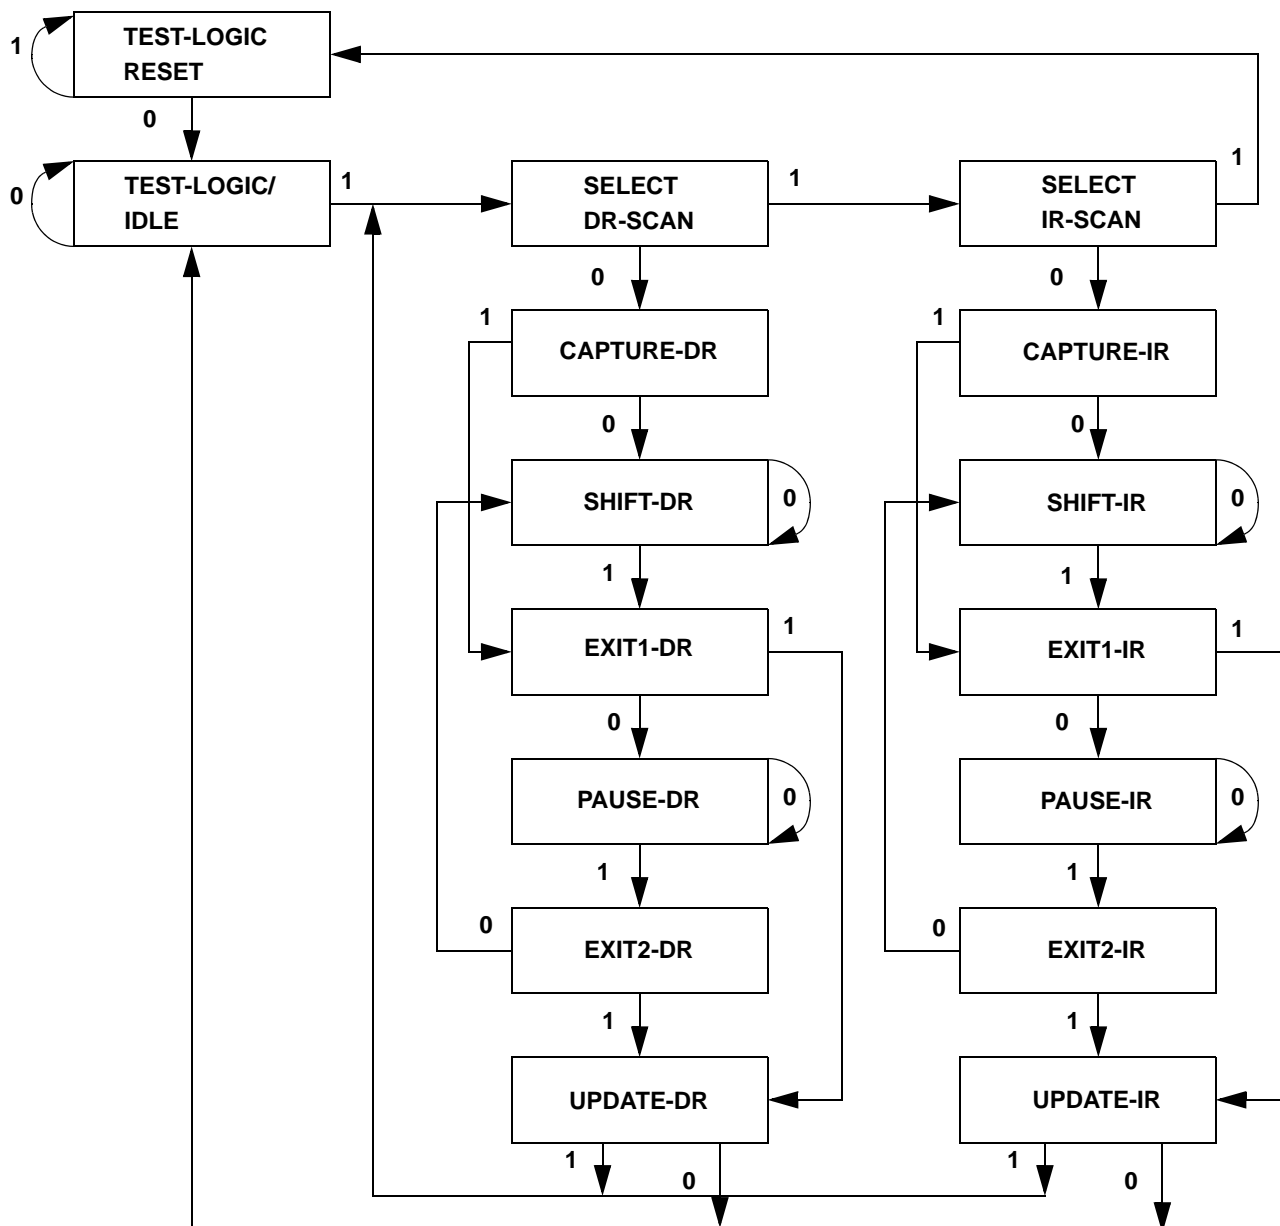 TEST-LOGIC
RESET
1
0
TEST-LOGIC/
IDLE
0
1
SELECT
DR-SCAN
1
SELECT
IR-SCAN
1
0
0
1
CAPTURE-DR
1
CAPTURE-IR
0
0
SHIFT-DR
0
SHIFT-IR
0
1
1
EXIT1-DR
1
EXIT1-IR
1
0
0
PAUSE-DR
0
PAUSE-IR
0
1
1
0
EXIT2-DR
0
EXIT2-IR
1
1
UPDATE-DR
UPDATE-IR
1
0
1
0